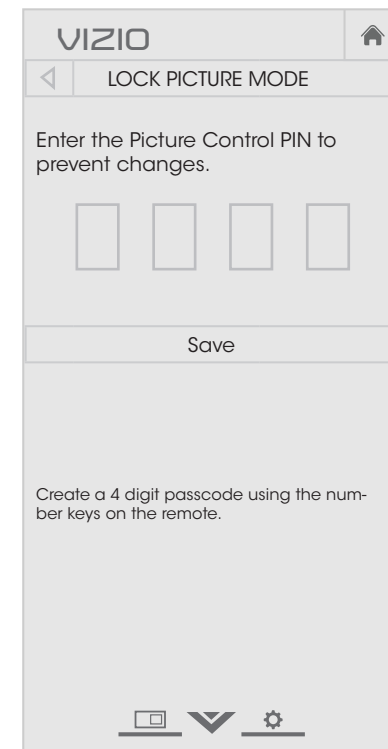 VIZIO
LOCK PICTURE MODE
Enter the Picture Control PIN to
prevent changes.
Save
Create a 4 digit passcode using the num-
ber keys on the remote.